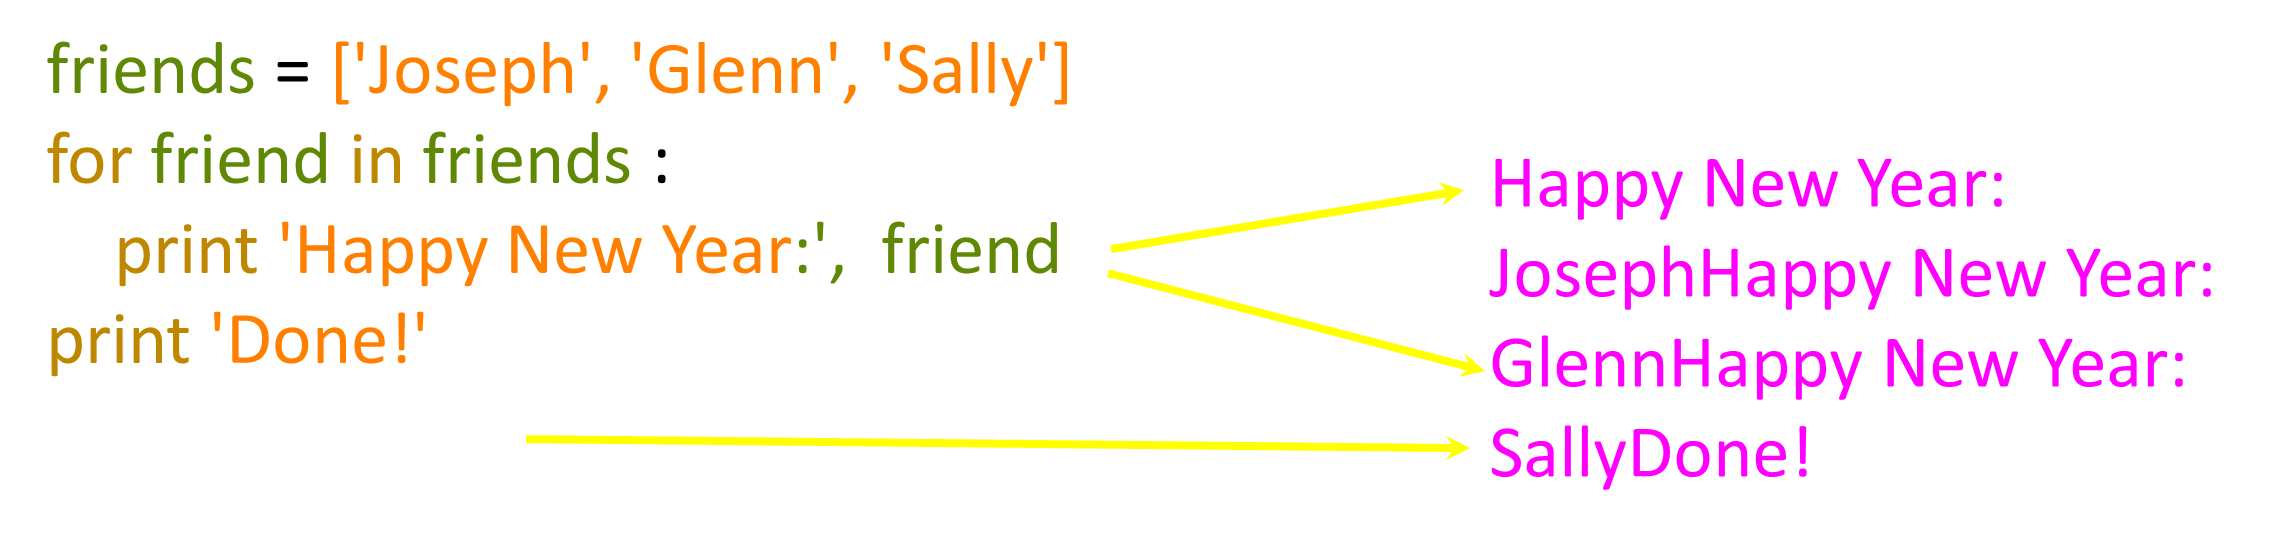 friends = ['Joseph', 'Glenn', 'Sally']
for friend in friends :
    print 'Happy New Year:',  friend
print 'Done!'
Happy New Year:
JosephHappy New Year:
GlennHappy New Year:
SallyDone!